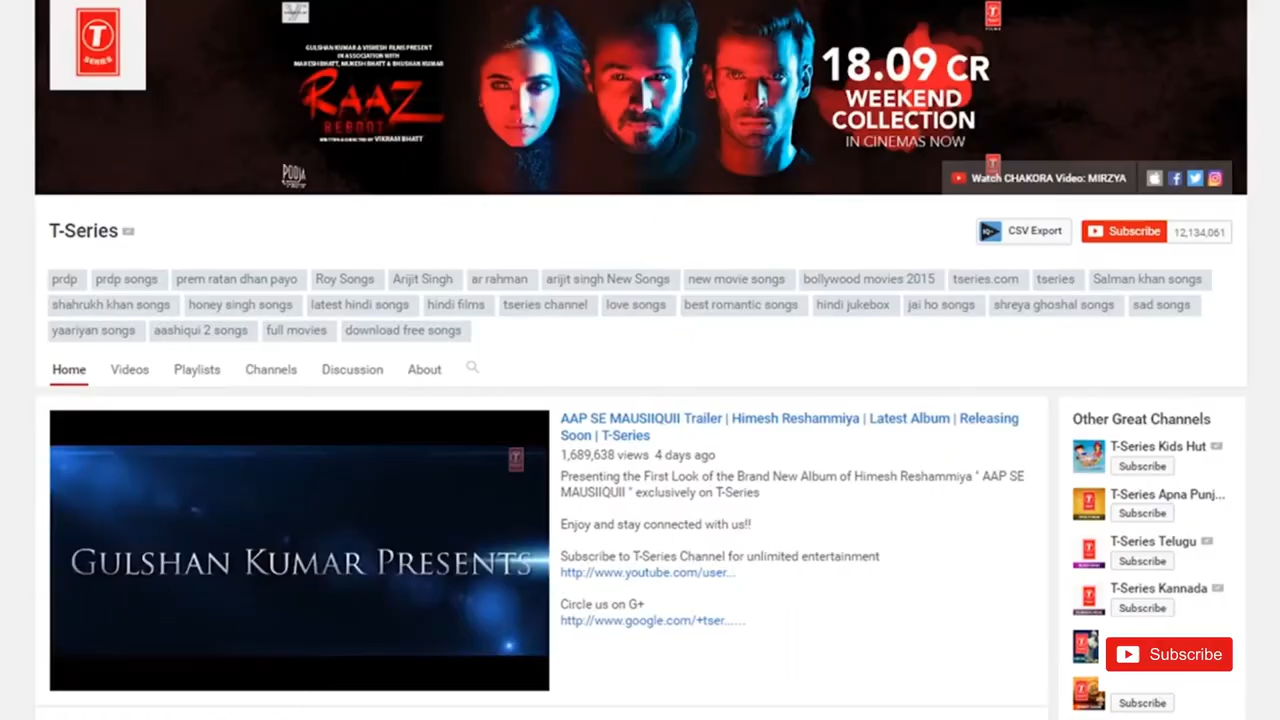 GULSHAN KUMAR & VISHESH FILMS PRESENT
IN ASSOCIATION WITH
MAHESH BHATT, MUKESH BHATT & BHUSHAN KUMAR
RAAZ
REBOOT
WRITTEN & DIRECTED BY VIKRAM BHATT
18.09 CR
WEEKEND
COLLECTION
IN CINEMAS NOW
T
SERIES
Watch CHAKORA Video: MIRZYA
T-Series
CSV Export
Subscribe 12,134,061
prdp prdp songs prem ratan dhan payo Roy Songs Arijit Singh ar rahman arijit singh New Songs new movie songs bollywood movies 2015 tseries.com tseries Salman khan songs
shahrukh khan songs honey singh songs latest hindi songs hindi films tseries channel love songs best romantic songs hindi jukebox jai ho songs shreya ghoshal songs sad songs
yaariyan songs aashiqui 2 songs full movies download free songs
Home Videos Playlists Channels Discussion About
GULSHAN KUMAR PRESENTS
AAP SE MAUSIIQUII Trailer | Himesh Reshammiya | Latest Album | Releasing
Soon | T-Series
1,689,638 views 4 days ago
Presenting the First Look of the Brand New Album of Himesh Reshammiya " AAP SE
MAUSIIQUII " exclusively on T-Series
Enjoy and stay connected with us!!
Subscribe to T-Series Channel for unlimited entertainment
http://www.youtube.com/user...
Circle us on G+
http://www.google.com/+tser......
Other Great Channels
T-Series Kids Hut
Subscribe
T-Series Apna Punj...
Subscribe
T-Series Telugu
Subscribe
T-Series Kannada
Subscribe
Subscribe
Subscribe